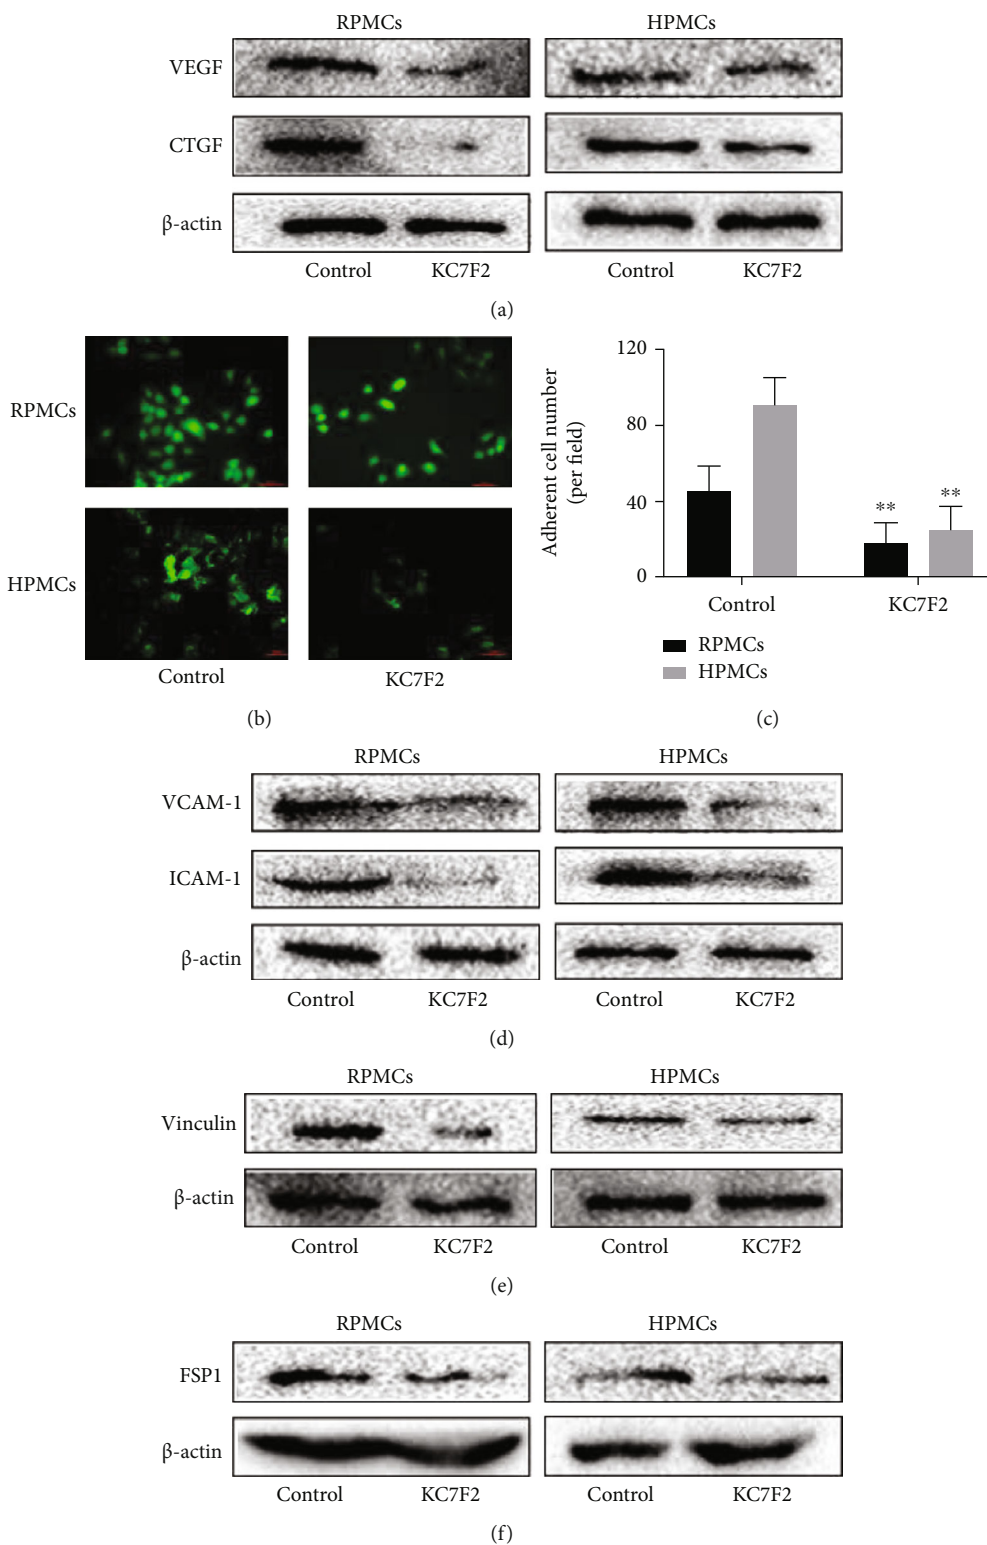 RPMCs HPMCs
VEGF
CTGF
β-actin
Control KC7F2 Control KC7F2
(a)
RPMCs
HPMCs
Control KC7F2
(b)
Adherent cell number
(per field)
120
80
40
0
** **
Control KC7F2
RPMCs
HPMCs
(c)
RPMCs HPMCs
VCAM-1
ICAM-1
β-actin
Control KC7F2 Control KC7F2
(d)
RPMCs HPMCs
Vinculin
β-actin
Control KC7F2 Control KC7F2
(e)
RPMCs HPMCs
FSP1
β-actin
Control KC7F2 Control KC7F2
(f)